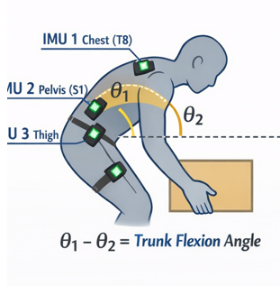 IMU 1 Chest (T8)
MU 2 Pelvis (S1)
θ₁
θ₂
U 3 Thigh
θ₁ − θ₂ = Trunk Flexion Angle